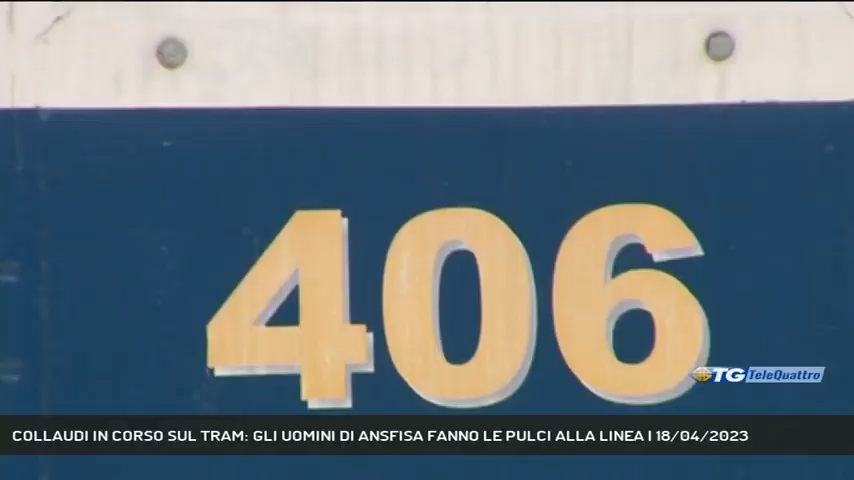 406
TG TeleQuattro
COLLAUDI IN CORSO SUL TRAM: GLI UOMINI DI ANSFISA FANNO LE PULCI ALLA LINEA | 18/04/2023